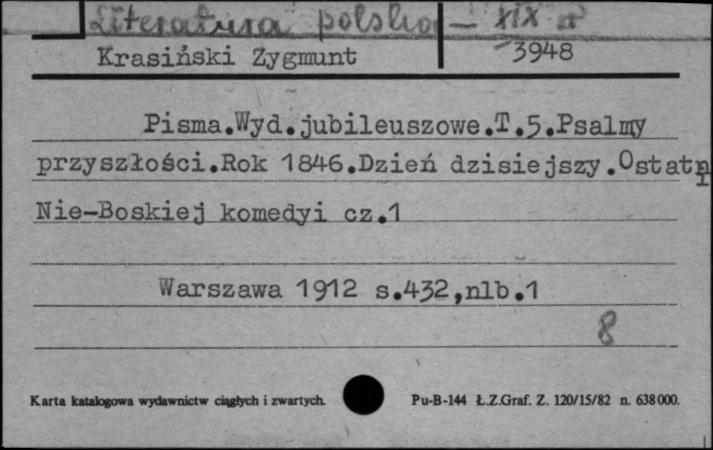 Literatura polska - XIX w
Krasiński Zygmunt 3948
Pisma.Wyd.jubileuszowe.T.5.Psalmy
przyszłości.Rok 1846.Dzień dzisiejszy.Ostatni
Nie-Boskiej komedyi cz.1
Warszawa 1912 s.432,nlb.1
8
Karta katalogowa wydawnictw ciągłych i zwartych. Pu-B-144 Ł.Z.Graf. Z. 120/15/82 n. 638 000.